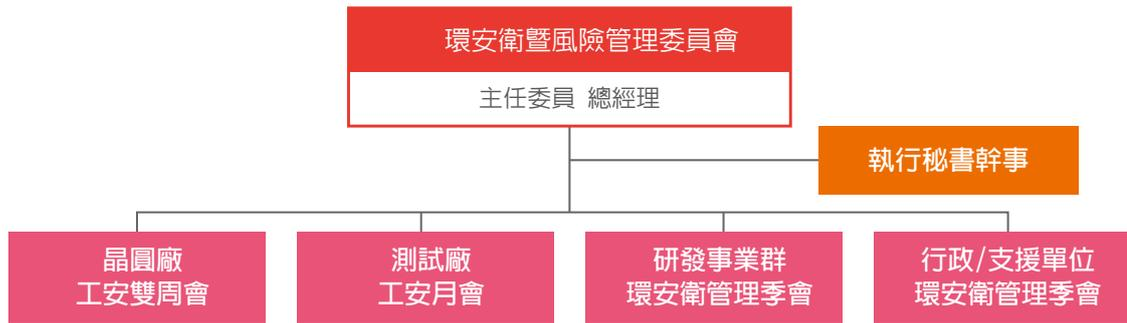 環安衛暨風險管理委員會
主任委員 總經理
執行秘書幹事
晶圓廠
工安雙周會
測試廠
工安月會
研發事業群
環安衛管理季會
行政/支援單位
環安衛管理季會